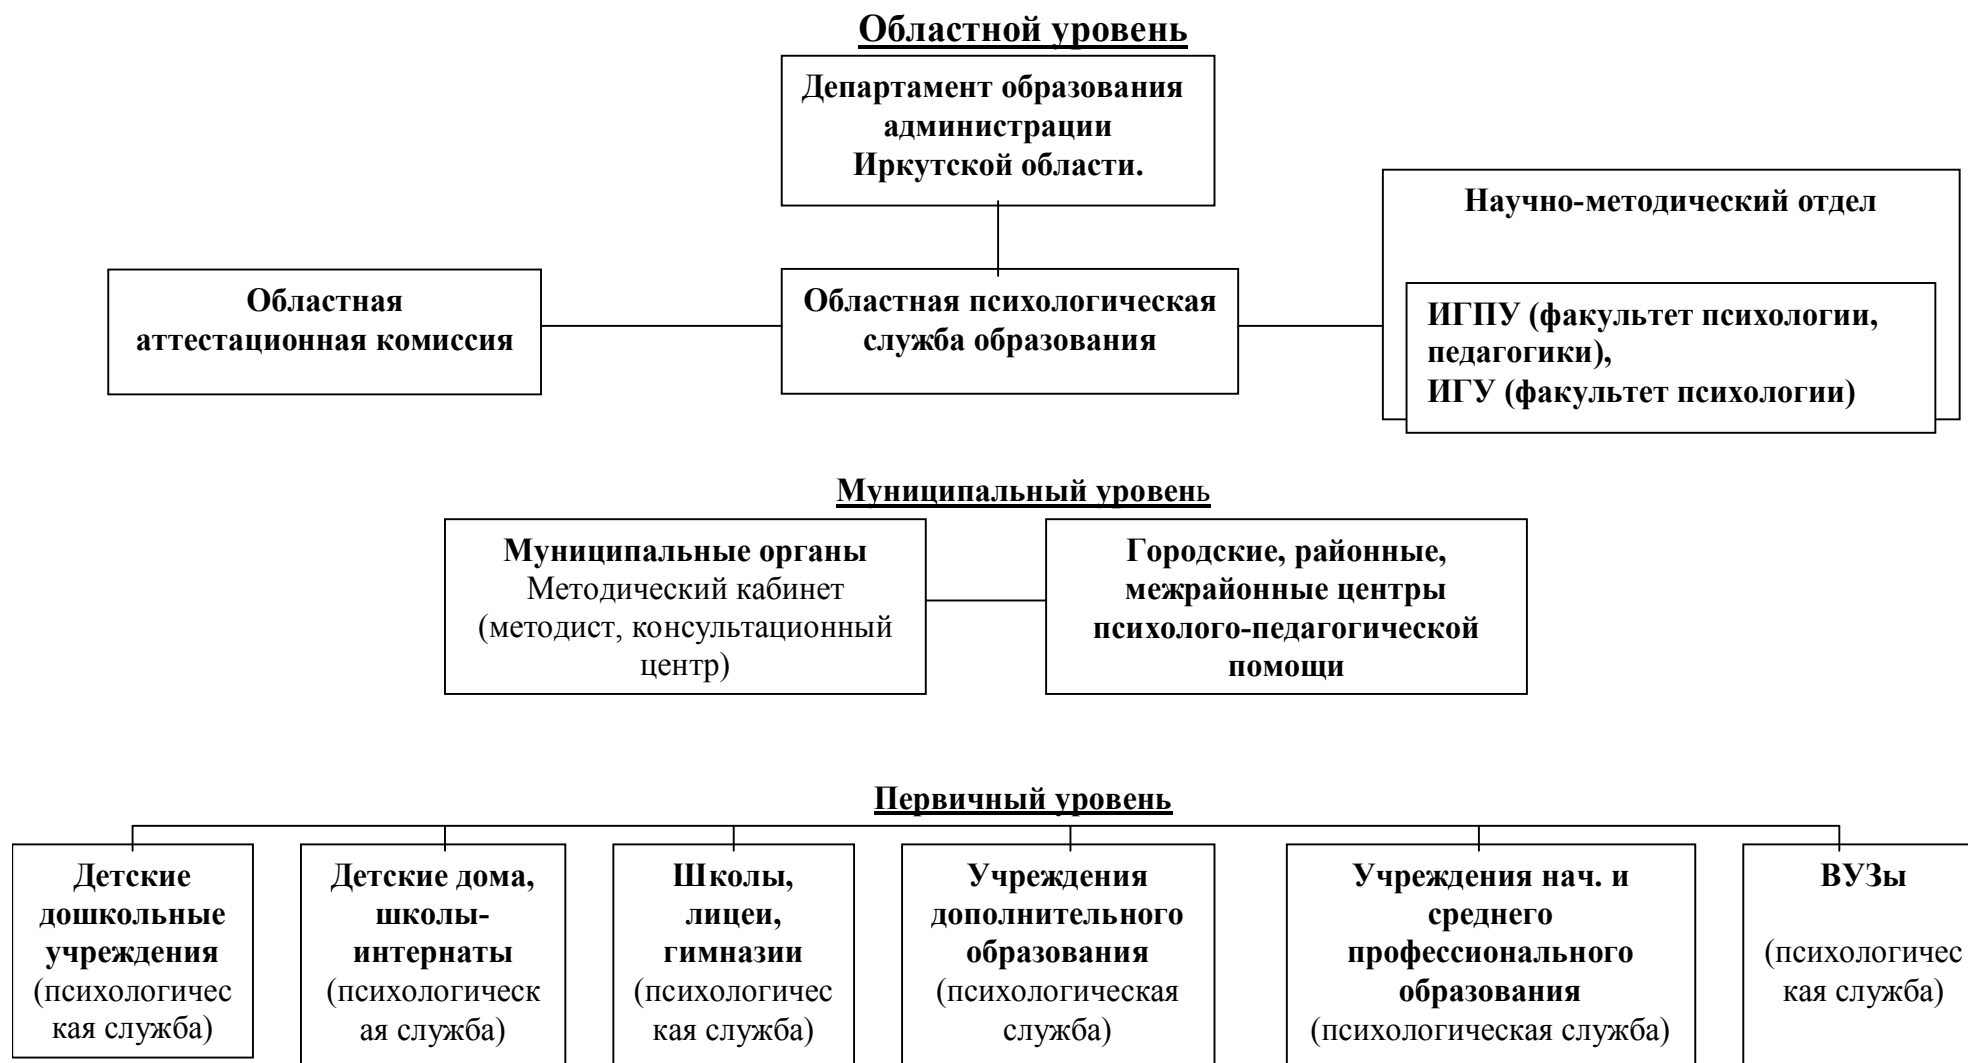 Областной уровень
Департамент образования
администрации
Иркутской области.
Научно-методический отдел
Областная
аттестационная комиссия
Областная психологическая
служба образования
ИГПУ (факультет психологии,
педагогики),
ИГУ (факультет психологии)
Муниципальный уровень
Муниципальные органы
Методический кабинет
(методист, консультационный
центр)
Городские, районные,
межрайонные центры
психолого-педагогической
помощи
Первичный уровень
Детские
дошкольные
учреждения
(психологичес
кая служба)
Детские дома,
школы-
интернаты
(психологическ
ая служба)
Школы,
лицеи,
гимназии
(психологичес
кая служба)
Учреждения
дополнительного
образования
(психологическая
служба)
Учреждения нач. и
среднего
профессионального
образования
(психологическая служба)
ВУЗы
(психологичес
кая служба)